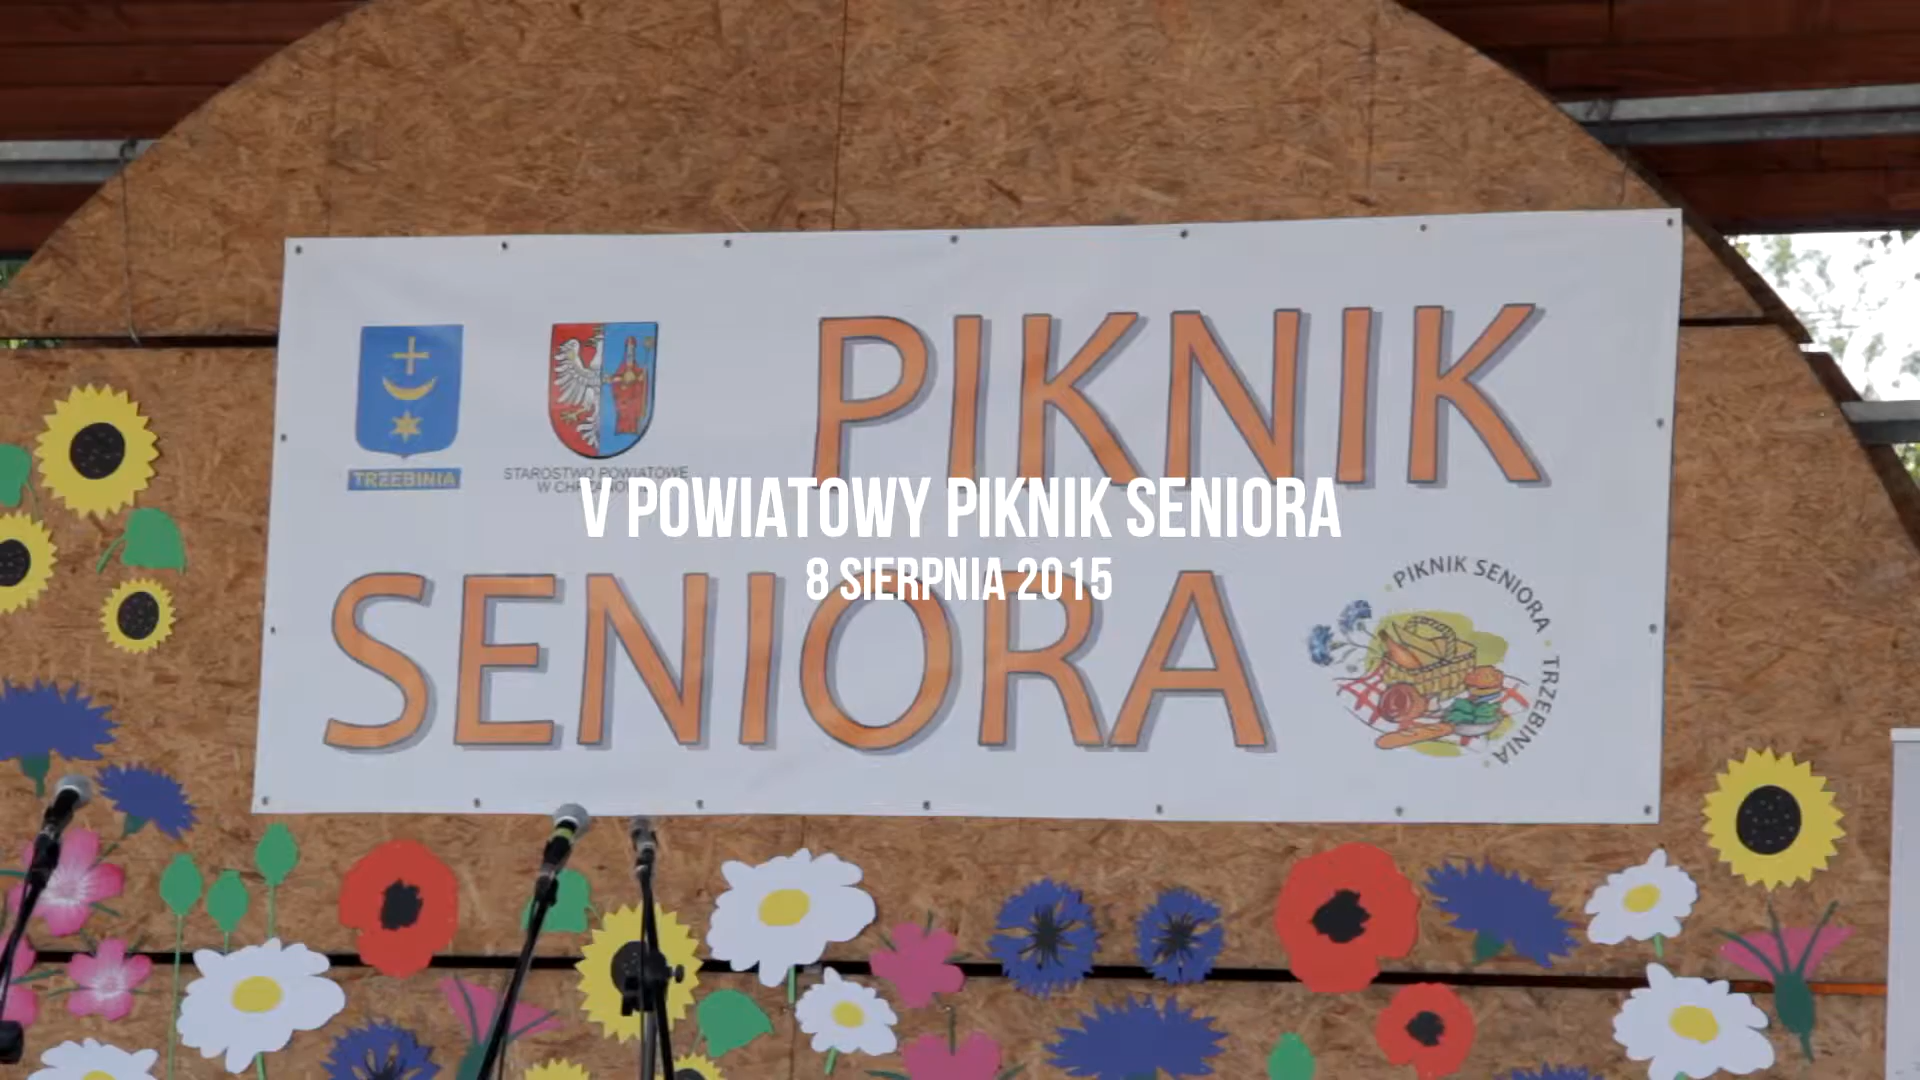 PIKNIK
TRZEBINIA
STAROSTWO POWIATOWE
V POWIATOWY PIKNIK SENIORA
8 SIERPNIA 2015
SENIORA
PIKNIK SENIORA · TRZEBINIA